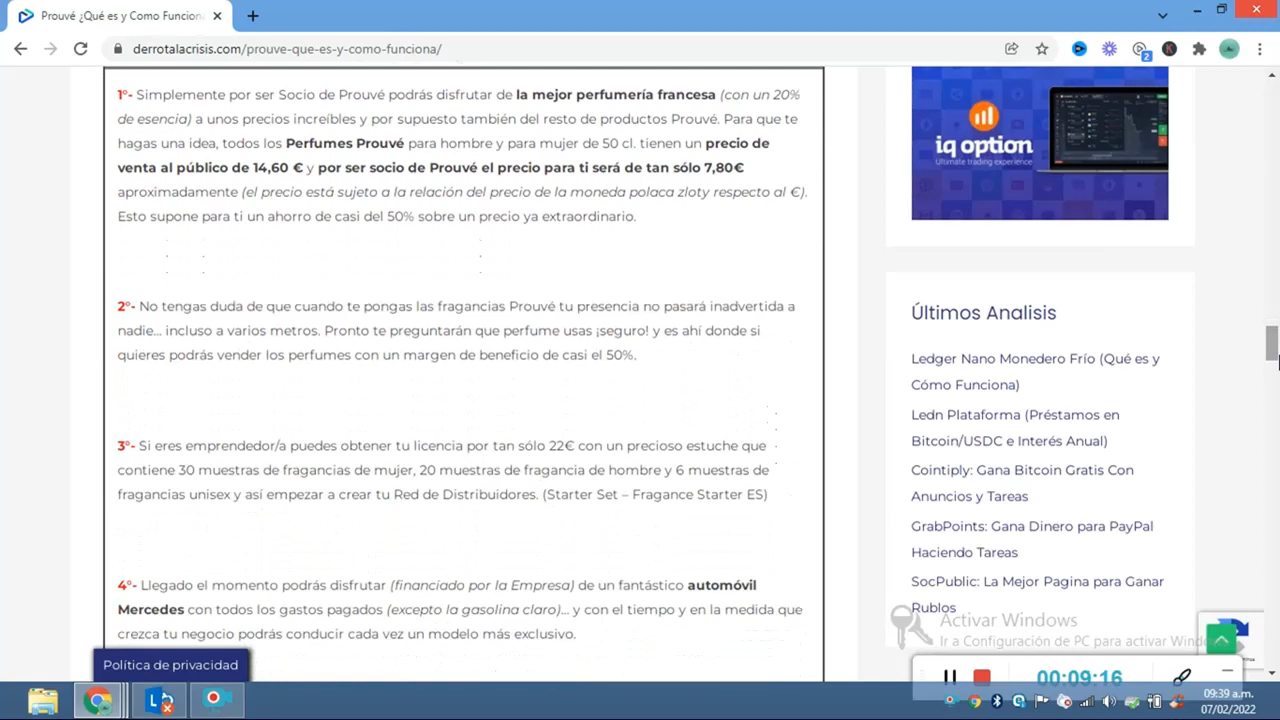 Prouvé ¿Qué es y Como Funcion
derrotalacrisis.com/prouve-que-es-y-como-funciona/
2
K
1º- Simplemente por ser Socio de Prouvé podrás disfrutar de la mejor perfumería francesa (con un 20%
de esencia) a unos precios increíbles y por supuesto también del resto de productos Prouvé. Para que te
hagas una idea, todos los Perfumes Prouvé para hombre y para mujer de 50 cl. tienen un precio de
venta al público de 14,60 € y por ser socio de Prouvé el precio para ti será de tan sólo 7,80€
aproximadamente (el precio está sujeto a la relación del precio de la moneda polaca zloty respecto al €).
Esto supone para ti un ahorro de casi del 50% sobre un precio ya extraordinario.
2º- No tengas duda de que cuando te pongas las fragancias Prouvé tu presencia no pasará inadvertida a
nadie... incluso a varios metros. Pronto te preguntarán que perfume usas ¡seguro! y es ahí donde si
quieres podrás vender los perfumes con un margen de beneficio de casi el 50%.
3º- Si eres emprendedor/a puedes obtener tu licencia por tan sólo 22€ con un precioso estuche que
contiene 30 muestras de fragancias de mujer, 20 muestras de fragancia de hombre y 6 muestras de
fragancias unisex y así empezar a crear tu Red de Distribuidores. (Starter Set – Fragance Starter ES)
4º- Llegado el momento podrás disfrutar (financiado por la Empresa) de un fantástico automóvil
Mercedes con todos los gastos pagados (excepto la gasolina claro)... y con el tiempo y en la medida que
crezca tu negocio podrás conducir cada vez un modelo más exclusivo.
iq option
Ultimate trading experience
Últimos Analisis
Ledger Nano Monedero Frío (Qué es y
Cómo Funciona)
Ledn Plataforma (Préstamos en
Bitcoin/USDC e Interés Anual)
Cointiply: Gana Bitcoin Gratis Con
Anuncios y Tareas
GrabPoints: Gana Dinero para PayPal
Haciendo Tareas
SocPublic: La Mejor Pagina para Ganar
Rublos
Activar Windows
Ir a Configuración de PC para activar Wind
Política de privacidad
00:09:16
09:39 a.m.
07/02/2022